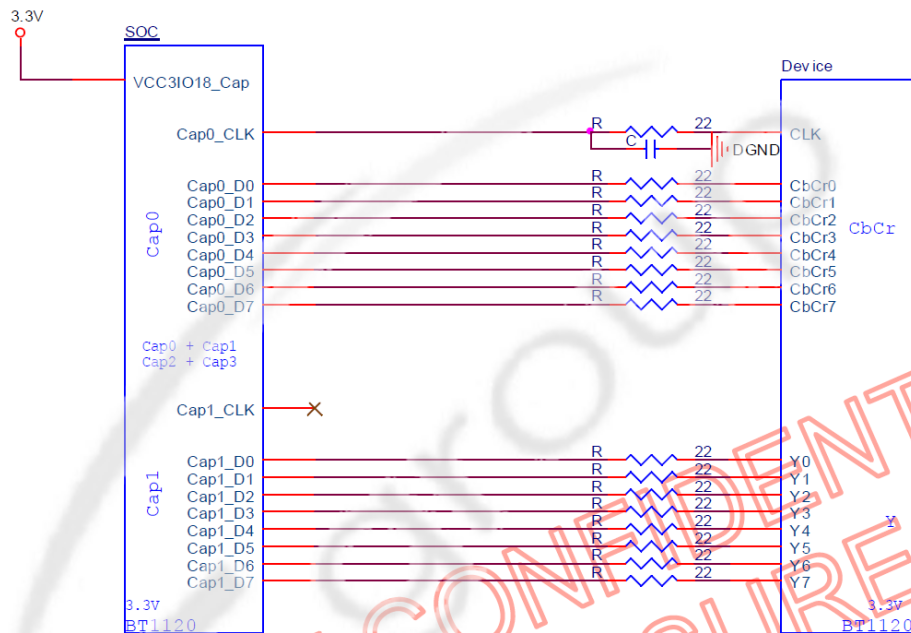 3.3V
SOC
Device
VCC3IO18_Cap
Cap0_CLK
R
22
CLK
C
DGND
Cap0_D0 R 22 CbCr0
Cap0_D1 R 22 CbCr1
Cap0_D2 R 22 CbCr2
Cap0_D3 R 22 CbCr3
Cap0_D4 R 22 CbCr4
Cap0_D5 R 22 CbCr5
Cap0_D6 R 22 CbCr6
Cap0_D7 R 22 CbCr7
Cap0
CbCr
Cap0 + Cap1
Cap2 + Cap3
Cap1_CLK
Cap1_D0 R 22 Y0
Cap1_D1 R 22 Y1
Cap1_D2 R 22 Y2
Cap1_D3 R 22 Y3
Cap1_D4 R 22 Y4
Cap1_D5 R 22 Y5
Cap1_D6 R 22 Y6
Cap1_D7 R 22 Y7
Cap1
Y
3.3V
BT1120
3.3V
BT1120
group
CONFIDENT
SURE